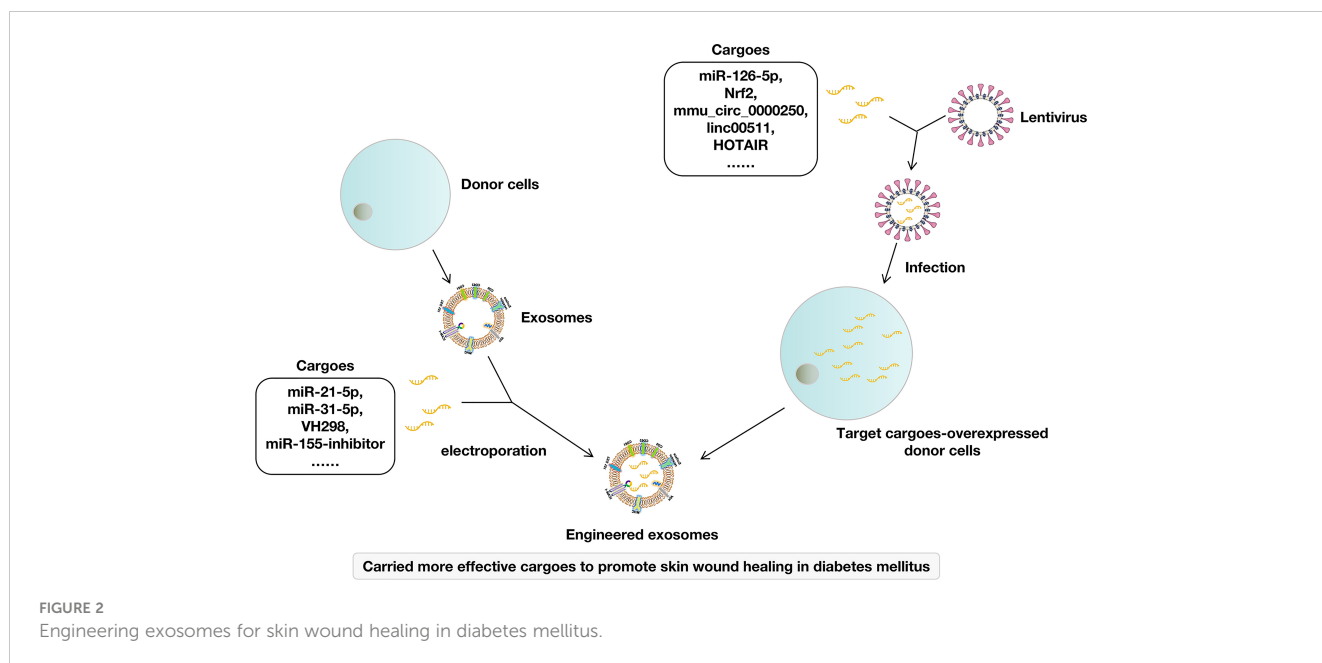 Cargoes
miR-126-5p,
Nrf2,
mmu_circ_0000250,
linc00511,
HOTAIR
......
Lentivirus
Donor cells
Infection
Exosomes
Cargoes
miR-21-5p,
miR-31-5p,
VH298,
miR-155-inhibitor
......
electroporation
Target cargoes-overexpressed
donor cells
Engineered exosomes
Carried more effective cargoes to promote skin wound healing in diabetes mellitus
FIGURE 2
Engineering exosomes for skin wound healing in diabetes mellitus.